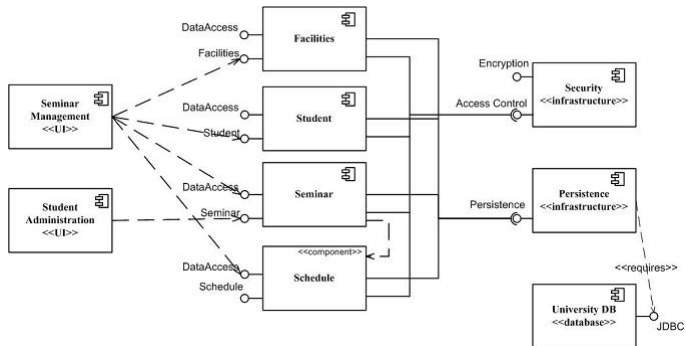 DataAccess
Facilities
Facilities
Encryption
Security
<<infrastructure>>
Access Control
Seminar
Management
<<UI>>
DataAccess
Student
Student
DataAccess
Seminar
Seminar
Persistence
Persistence
<<infrastructure>>
Student
Administration
<<UI>>
<<component>>
DataAccess
Schedule
Schedule
<<requires>>
University DB
<<database>>
JDBC